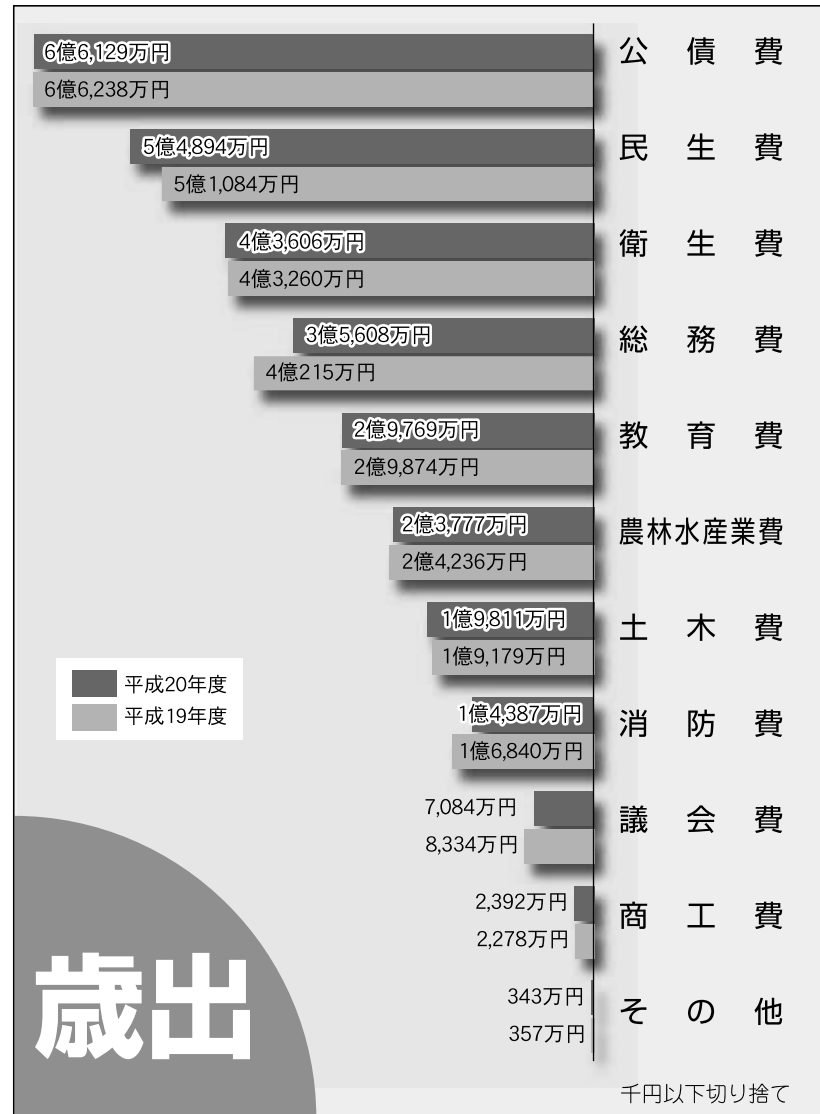 6億6,129万円
6億6,238万円
公債費
5億4,894万円
5億1,084万円
民生費
4億3,606万円
4億3,260万円
衛生費
3億5,608万円
4億215万円
総務費
2億9,769万円
2億9,874万円
教育費
2億3,777万円
2億4,236万円
農林水産業費
1億9,811万円
1億9,179万円
土木費
平成20年度
平成19年度
1億4,387万円
1億6,840万円
消防費
7,084万円
8,334万円
議会費
2,392万円
2,278万円
商工費
343万円
357万円
その他
歳出
千円以下切り捨て